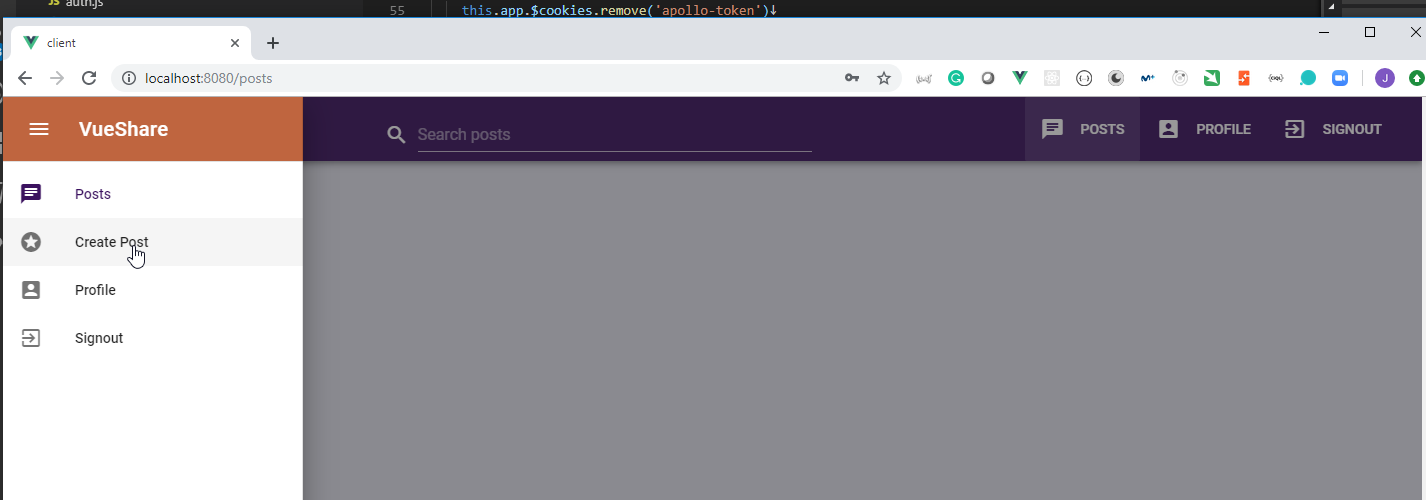 JS auth.js
55 this.app.$cookies.remove('apollo-token')↓
client
localhost:8080/posts
J
VueShare
Search posts
POSTS
PROFILE
SIGNOUT
Posts
Create Post
Profile
Signout